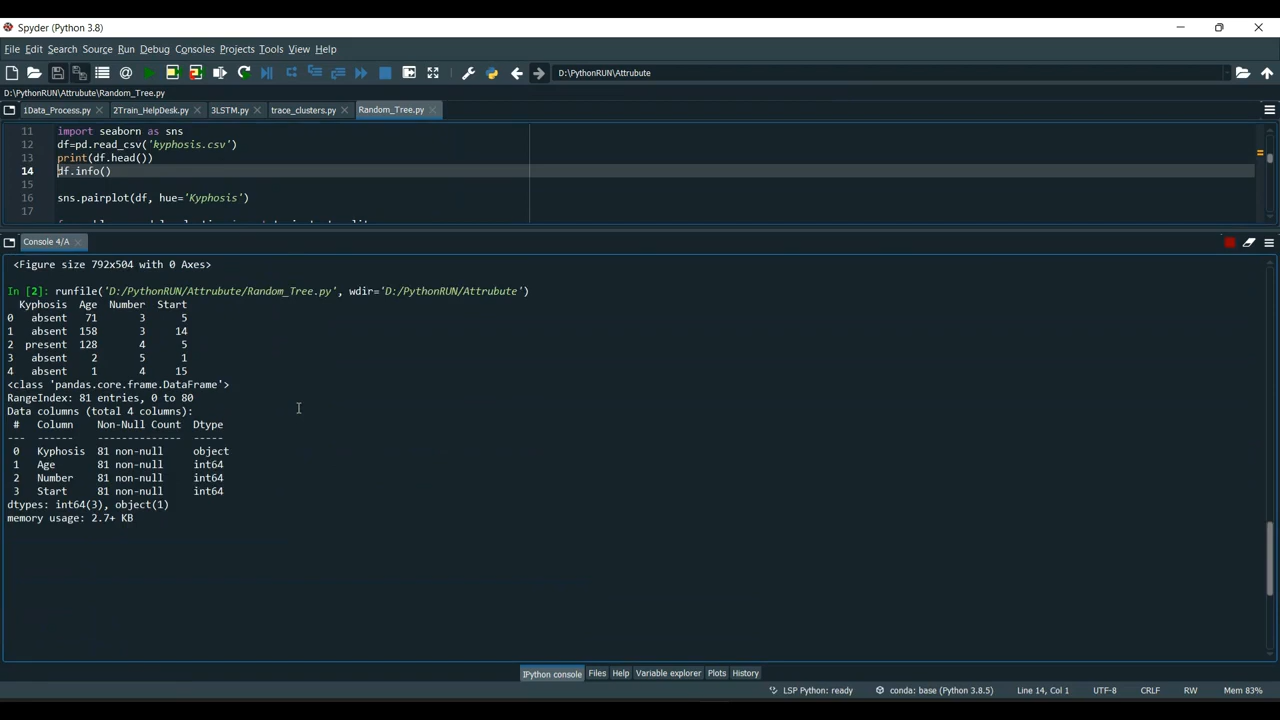 Spyder (Python 3.8)
File Edit Search Source Run Debug Consoles Projects Tools View Help
D:\PythonRUN\Attrubute
D:\PythonRUN\Attrubute\Random_Tree.py
1Data_Process.py 2Train_HelpDesk.py 3LSTM.py trace_clusters.py Random_Tree.py
11 import seaborn as sns
12 df=pd.read_csv('kyphosis.csv')
13 print(df.head())
14 df.info()
15
16 sns.pairplot(df, hue='Kyphosis')
17
Console 4/A
<Figure size 792x504 with 0 Axes>
In [2]: runfile('D:/PythonRUN/Attrubute/Random_Tree.py', wdir='D:/PythonRUN/Attrubute')
Kyphosis Age Number Start
0 absent 71 3 5
1 absent 158 3 14
2 present 128 4 5
3 absent 2 5 1
4 absent 1 4 15
<class 'pandas.core.frame.DataFrame'>
RangeIndex: 81 entries, 0 to 80
Data columns (total 4 columns):
# Column Non-Null Count Dtype
--- ------ -------------- -----
0 Kyphosis 81 non-null object
1 Age 81 non-null int64
2 Number 81 non-null int64
3 Start 81 non-null int64
dtypes: int64(3), object(1)
memory usage: 2.7+ KB
IPython console Files Help Variable explorer Plots History
LSP Python: ready conda: base (Python 3.8.5) Line 14, Col 1 UTF-8 CRLF RW Mem 83%